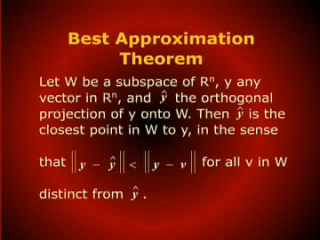 Best Approximation
Theorem
Let W be a subspace of Rⁿ, y any
vector in Rⁿ, and ŷ the orthogonal
projection of y onto W. Then ŷ is the
closest point in W to y, in the sense
that ‖y − ŷ‖ < ‖y − v‖ for all v in W
distinct from ŷ.